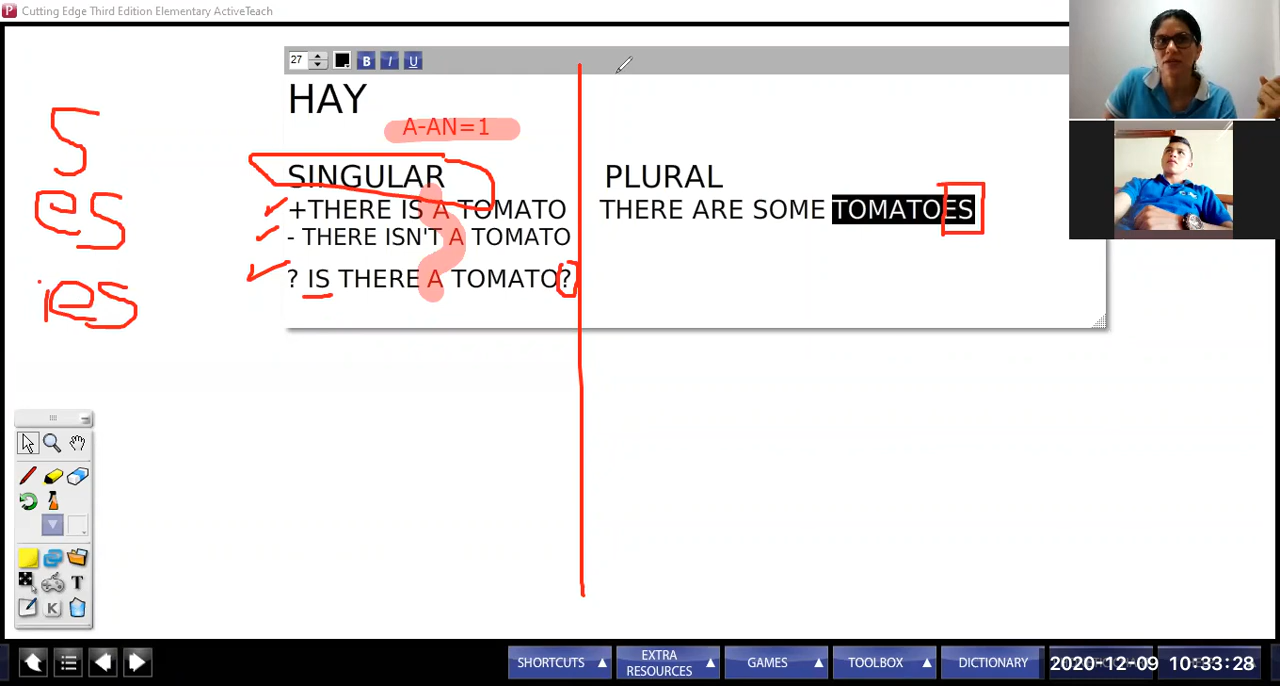 Cutting Edge Third Edition Elementary ActiveTeach
27 B I U
HAY
A-AN=1
SINGULAR
+THERE IS A TOMATO
- THERE ISN'T A TOMATO
? IS THERE A TOMATO?
PLURAL
THERE ARE SOME TOMATOES
S
es
ies
T
K
SHORTCUTS
EXTRA RESOURCES
GAMES
TOOLBOX
DICTIONARY
2020-12-09 10:33:28